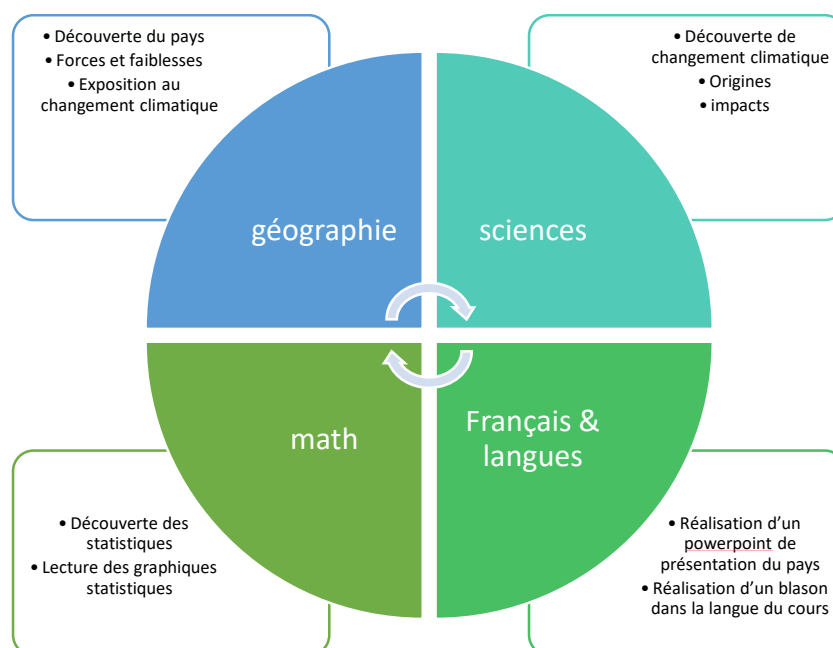 • Découverte du pays
• Forces et faiblesses
• Exposition au
changement climatique
• Découverte de
changement climatique
• Origines
• impacts
géographie
sciences
math
Français &
langues
• Découverte des
statistiques
• Lecture des graphiques
statistiques
• Réalisation d'un
powerpoint de
présentation du pays
• Réalisation d'un blason
dans la langue du cours